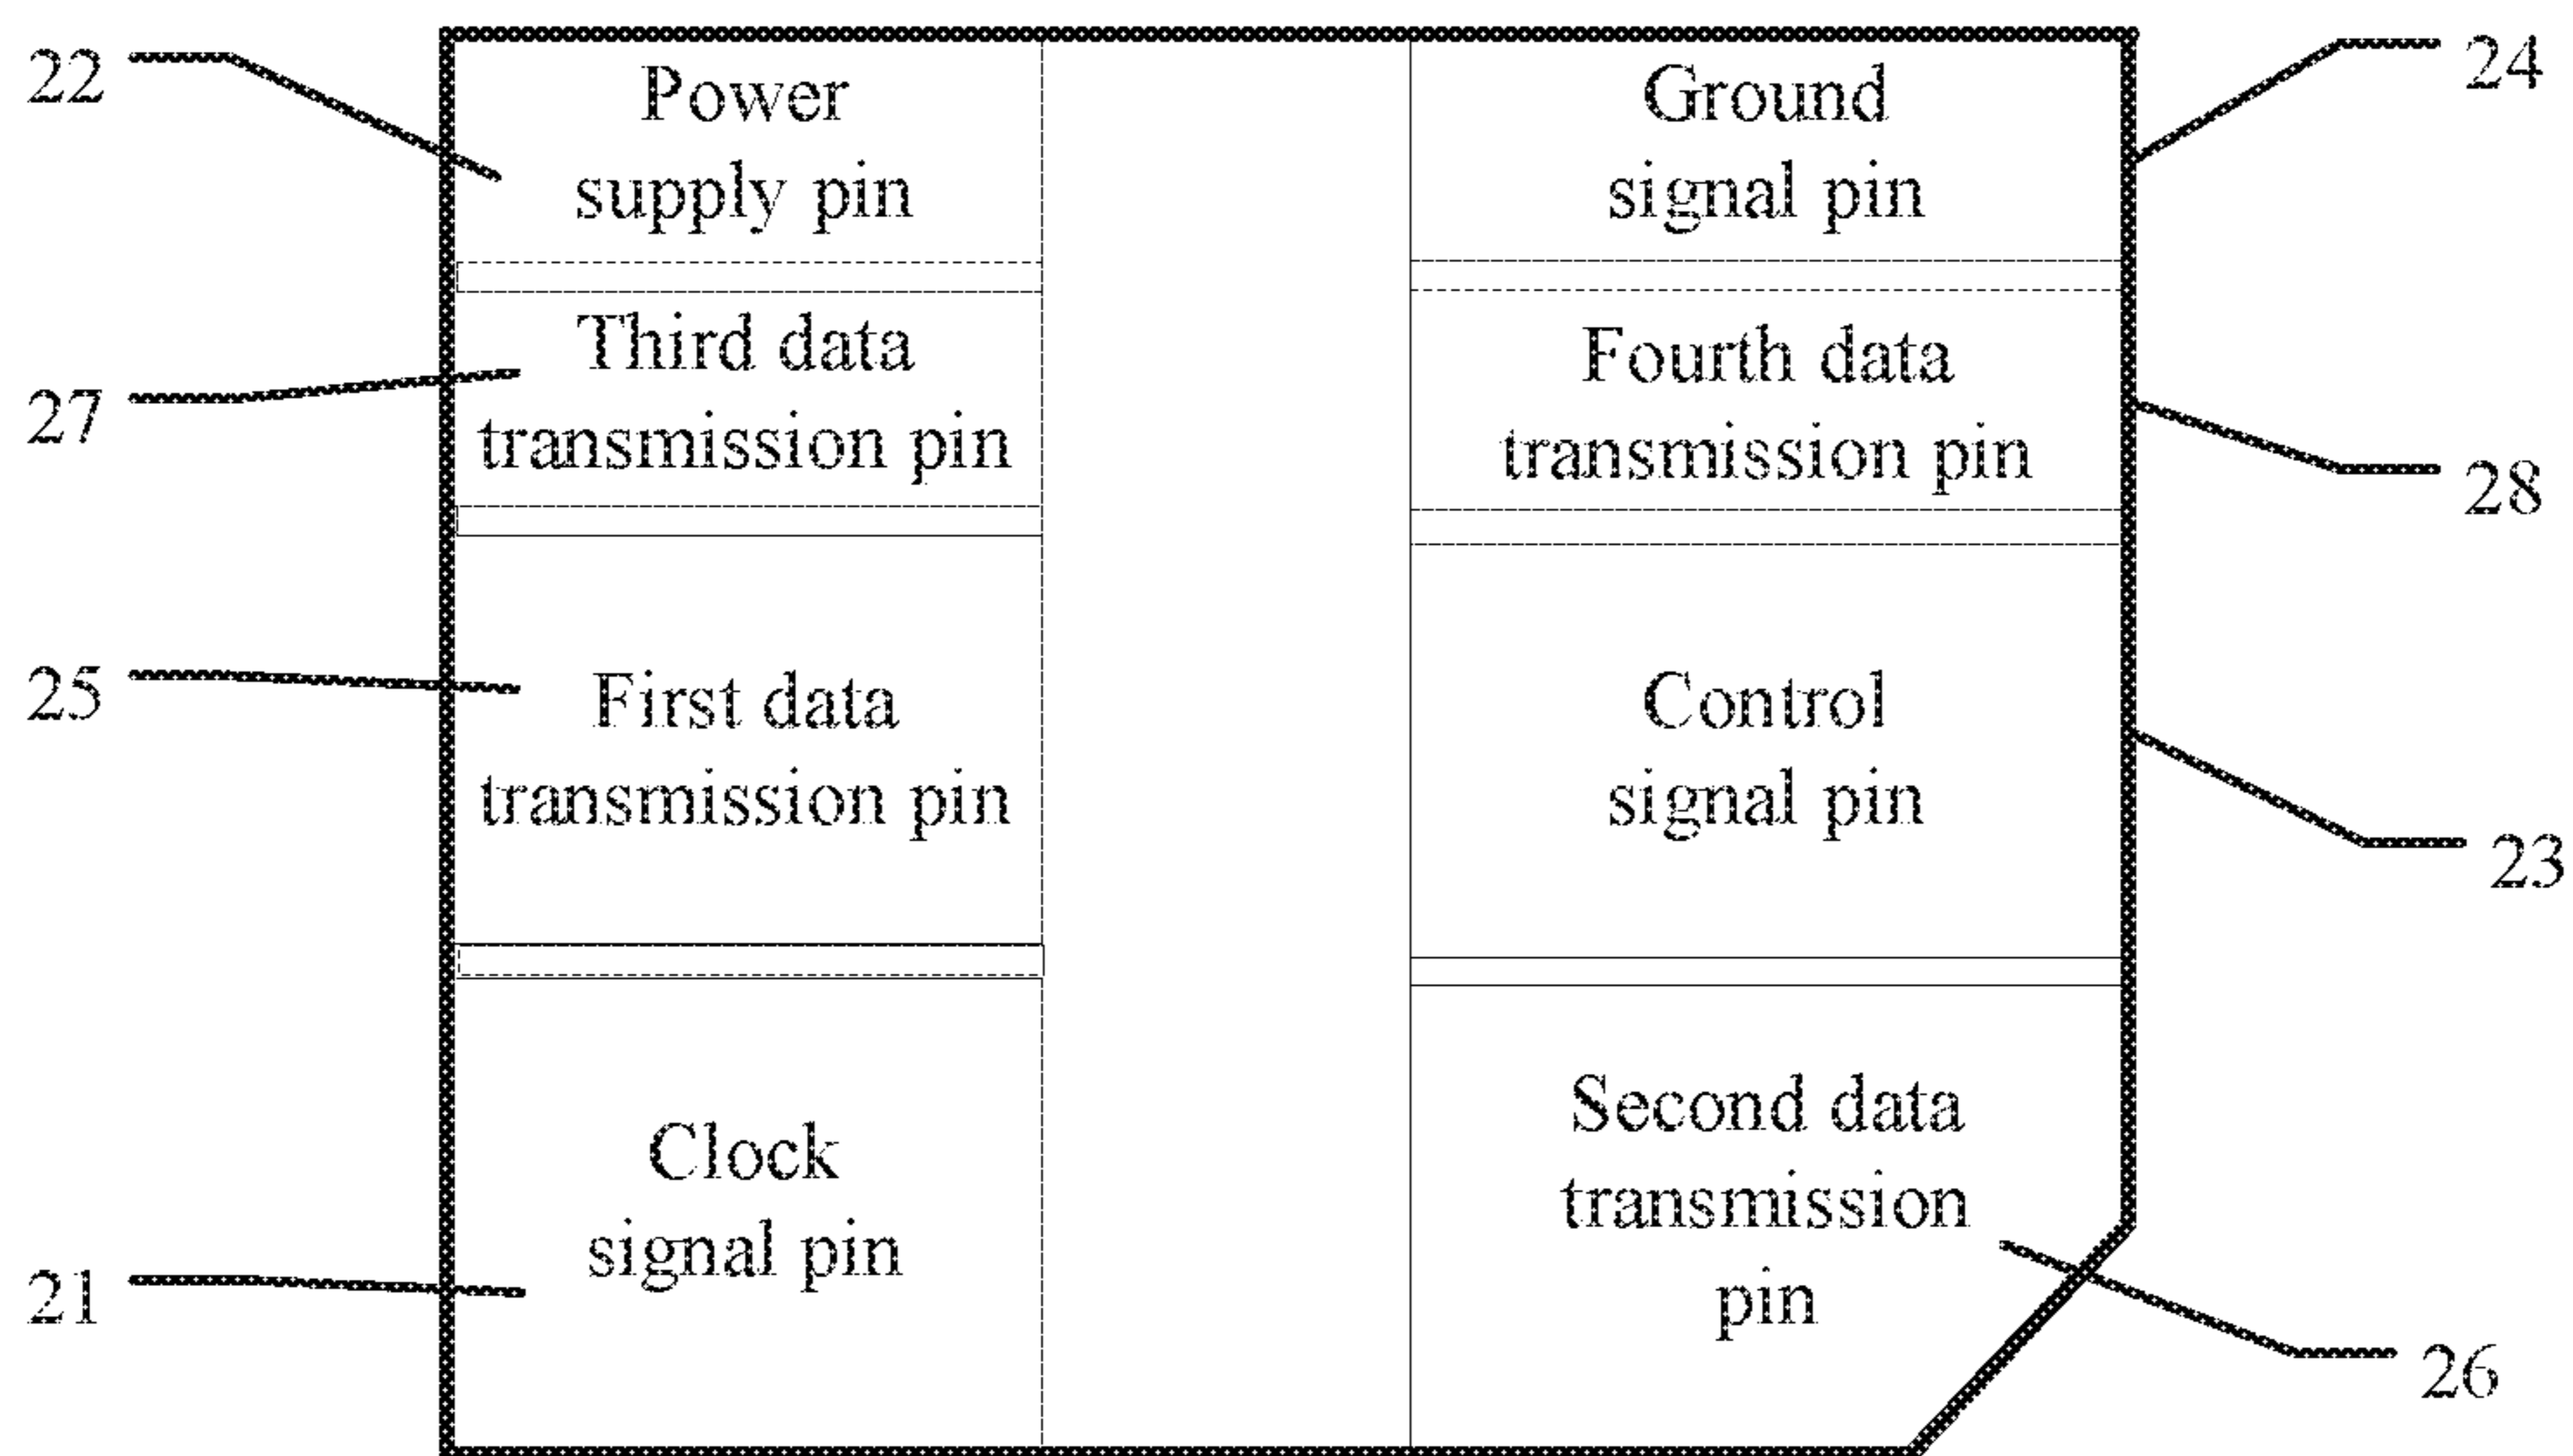 22
Power
supply pin
Ground
signal pin
24
27
Third data
transmission pin
Fourth data
transmission pin
28
25
First data
transmission pin
Control
signal pin
23
21
Clock
signal pin
Second data
transmission
pin
26